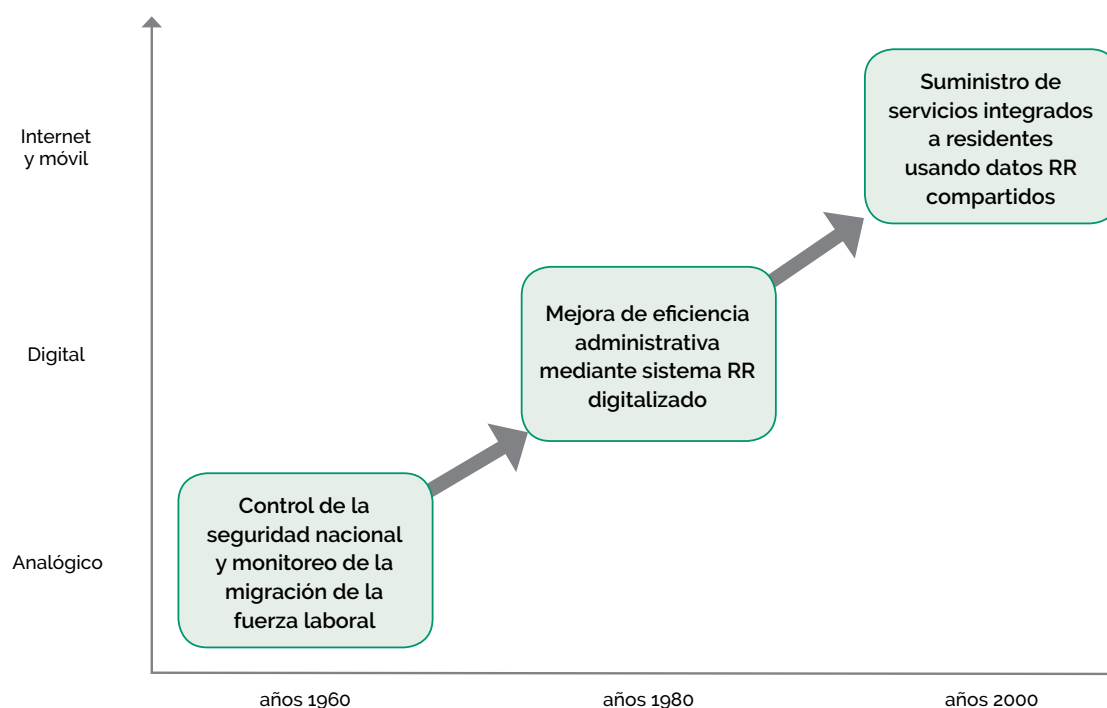 Internet
y móvil
Suministro de
servicios integrados
a residentes
usando datos RR
compartidos
Digital
Mejora de eficiencia
administrativa
mediante sistema RR
digitalizado
Analógico
Control de la
seguridad nacional
y monitoreo de la
migración de la
fuerza laboral
años 1960
años 1980
años 2000